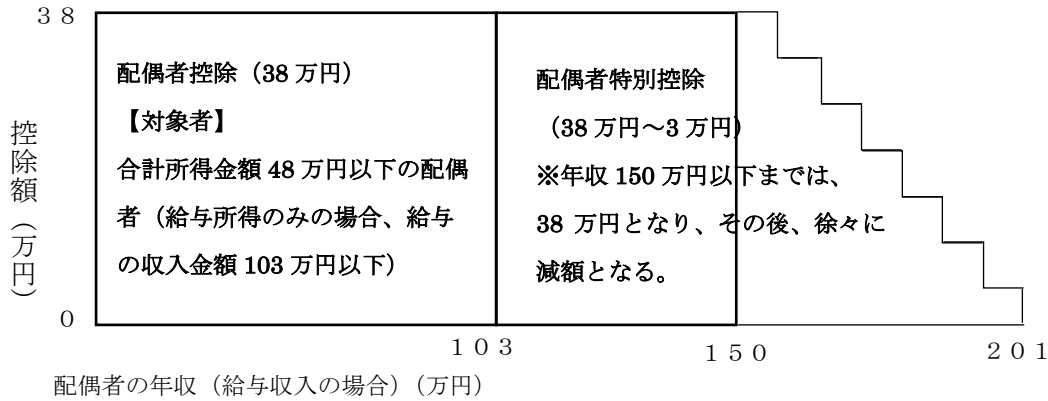 ３８
配偶者控除（38 万円）
【対象者】
合計所得金額 48 万円以下の配偶
者（給与所得のみの場合、給与
の収入金額 103 万円以下）
配偶者特別控除
（38 万円～3 万円）
※年収 150 万円以下までは、
38 万円となり、その後、徐々に
減額となる。
控除額（万円）
０
１０３
１５０
２０１
配偶者の年収（給与収入の場合）（万円）